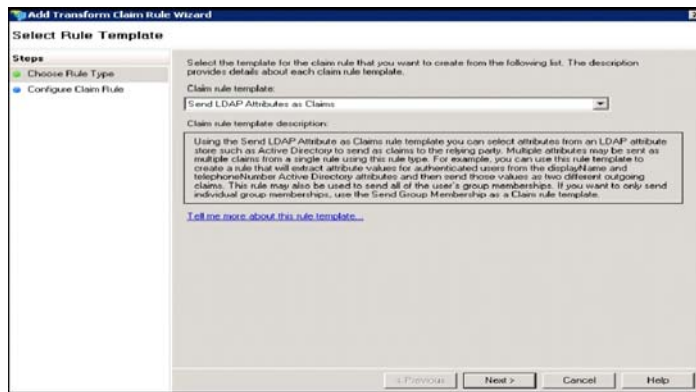 Add Transform Claim Rule Wizard
Select Rule Template
Steps
Choose Rule Type
Configure Claim Rule
Select the template for the claim rule that you want to create from the following list. The description
provides details about each claim rule template.
Claim rule template:
Send LDAP Attributes as Claims
Claim rule template description:
Using the Send LDAP Attribute as Claims rule template you can select attributes from an LDAP attribute
store such as Active Directory to send as claims to the relying party. Multiple attributes may be sent as
multiple claims from a single rule using this rule type. For example, you can use this rule template to
create a rule that will extract attribute values for authenticated users from the displayName and
telephoneNumber Active Directory attributes and then send those values as two different outgoing
claims. This rule may also be used to send all of the user's group memberships. If you want to only send
individual group memberships, use the Send Group Membership as a Claim rule template.
Tell me more about this rule template...
< Previous
Next >
Cancel
Help